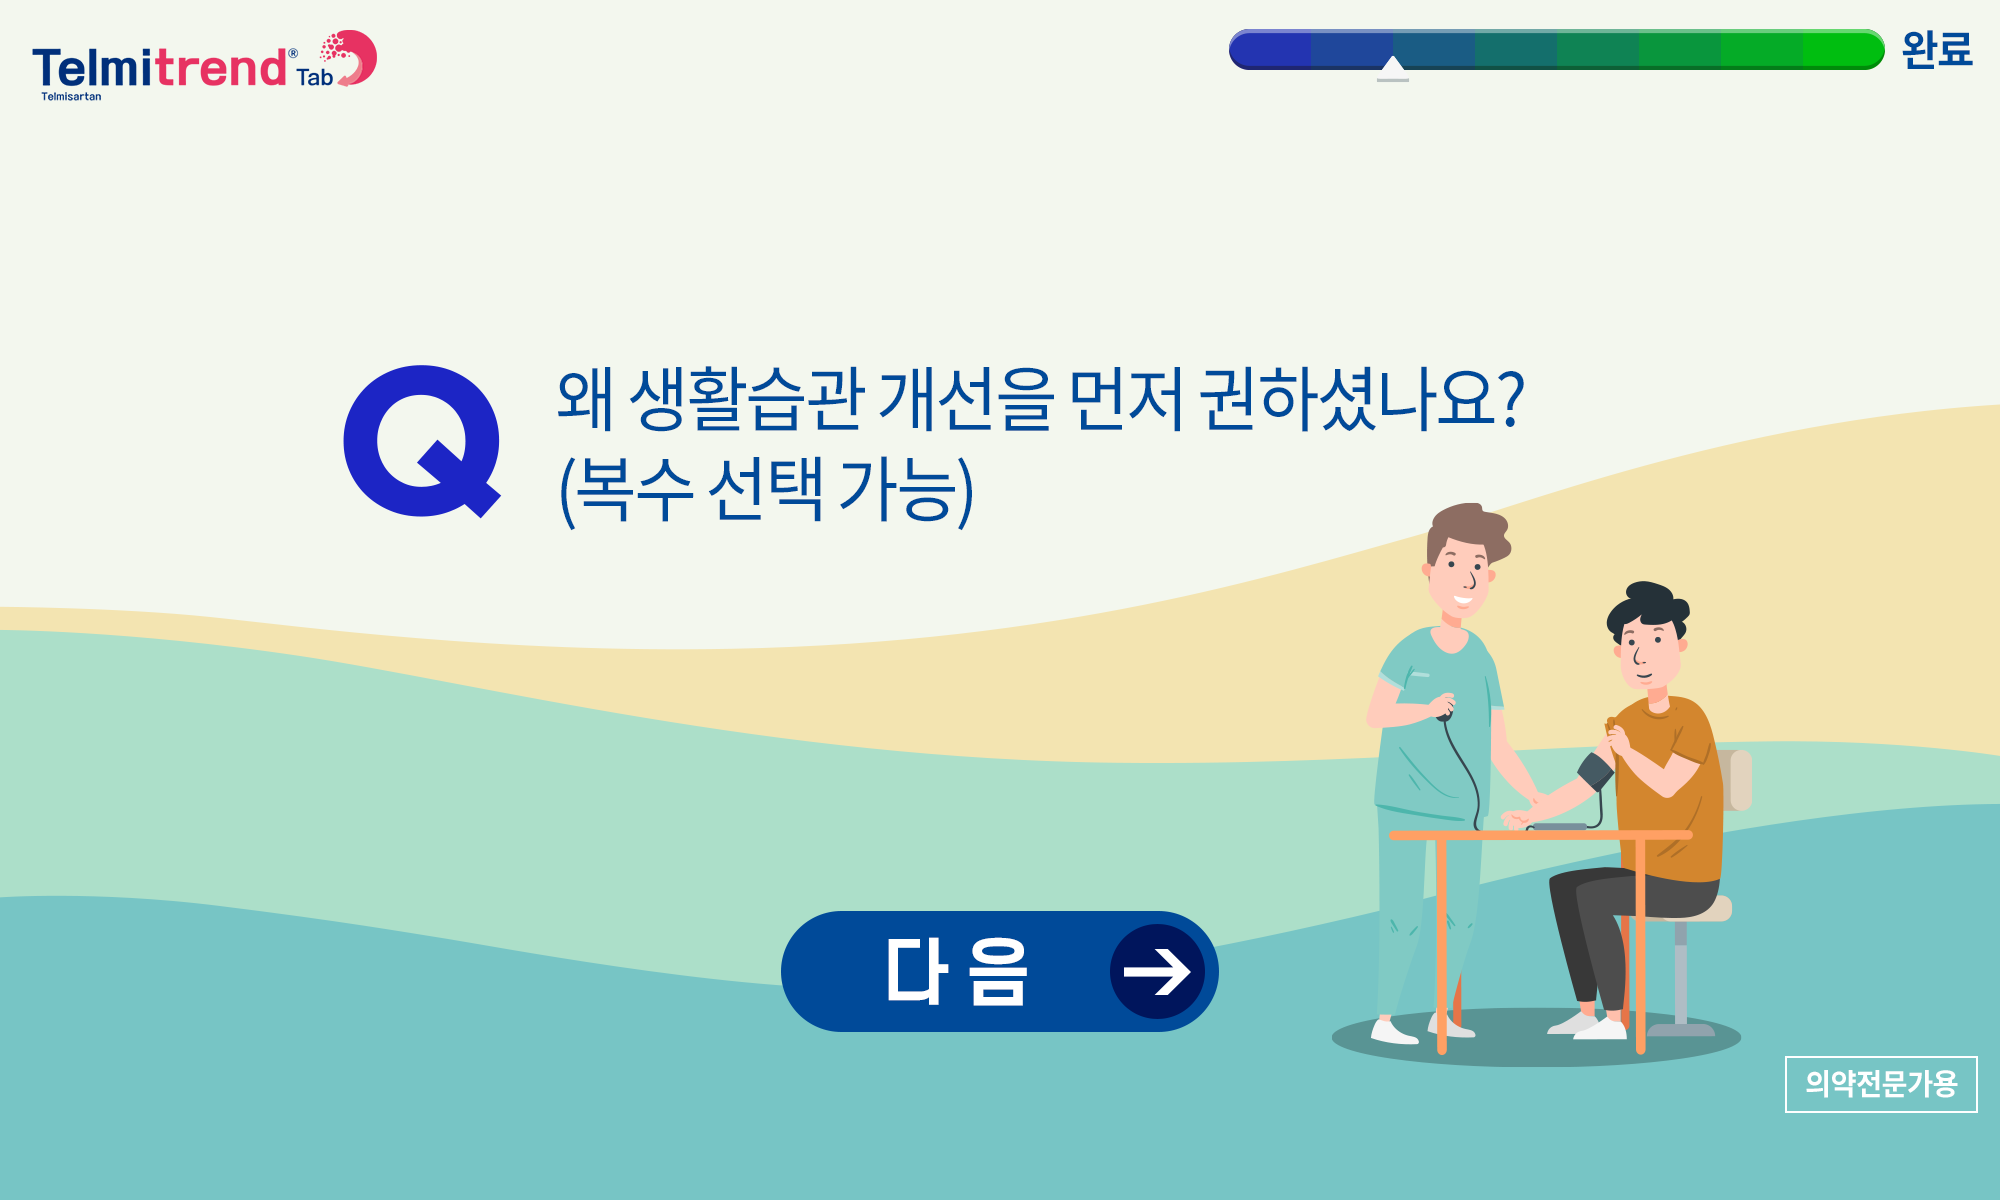 Telmitrend® Tab
Telmisartan
완료
Q
왜 생활습관 개선을 먼저 권하셨나요?
(복수 선택 가능)
다음
의약전문가용